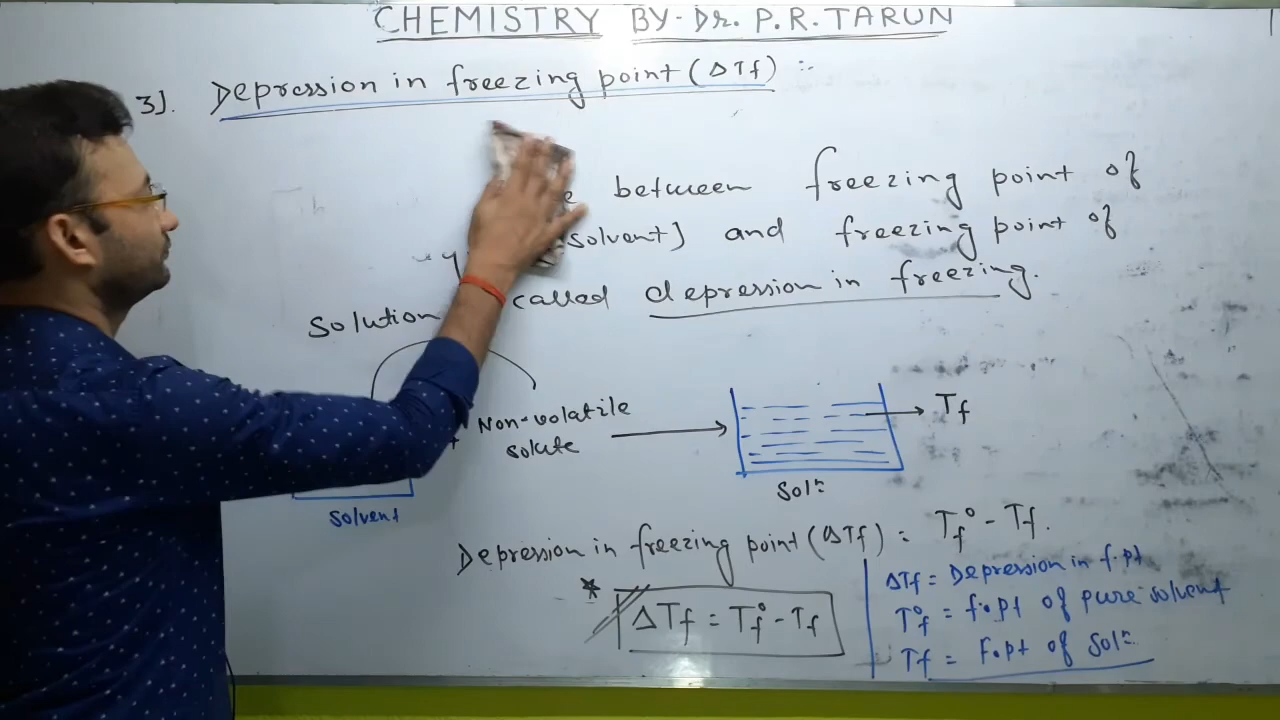 CHEMISTRY BY-Dr. P.R. TARUN
3]. Depression in freezing point (ΔTf) :-
between freezing point of
solvent) and freezing point of
Solution called depression in freezing.
Non-volatile
solute
Tf
Solⁿ
Solvent
Depression in freezing point (ΔTf) = Tf° - Tf.
* ΔTf = Tf° - Tf
ΔTf = Depression in f.pt
Tf° = f.pt of pure solvent
Tf = F.pt of Solⁿ